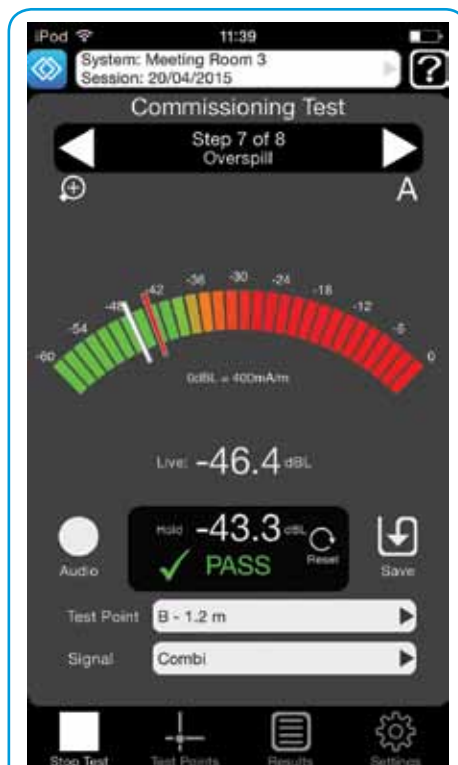 iPod 11:39
System: Meeting Room 3
Session: 20/04/2015
?
Commissioning Test
Step 7 of 8
Overspill
A
-60 -54 -48 -42 -36 -30 -24 -18 -12 -6 0
0dBL = 400mA/m
Live: -46.4 dBL
Hold -43.3 dBL
PASS
Reset
Audio
Save
Test Point B - 1.2 m
Signal Combi
Stop Test Test Points Results Settings